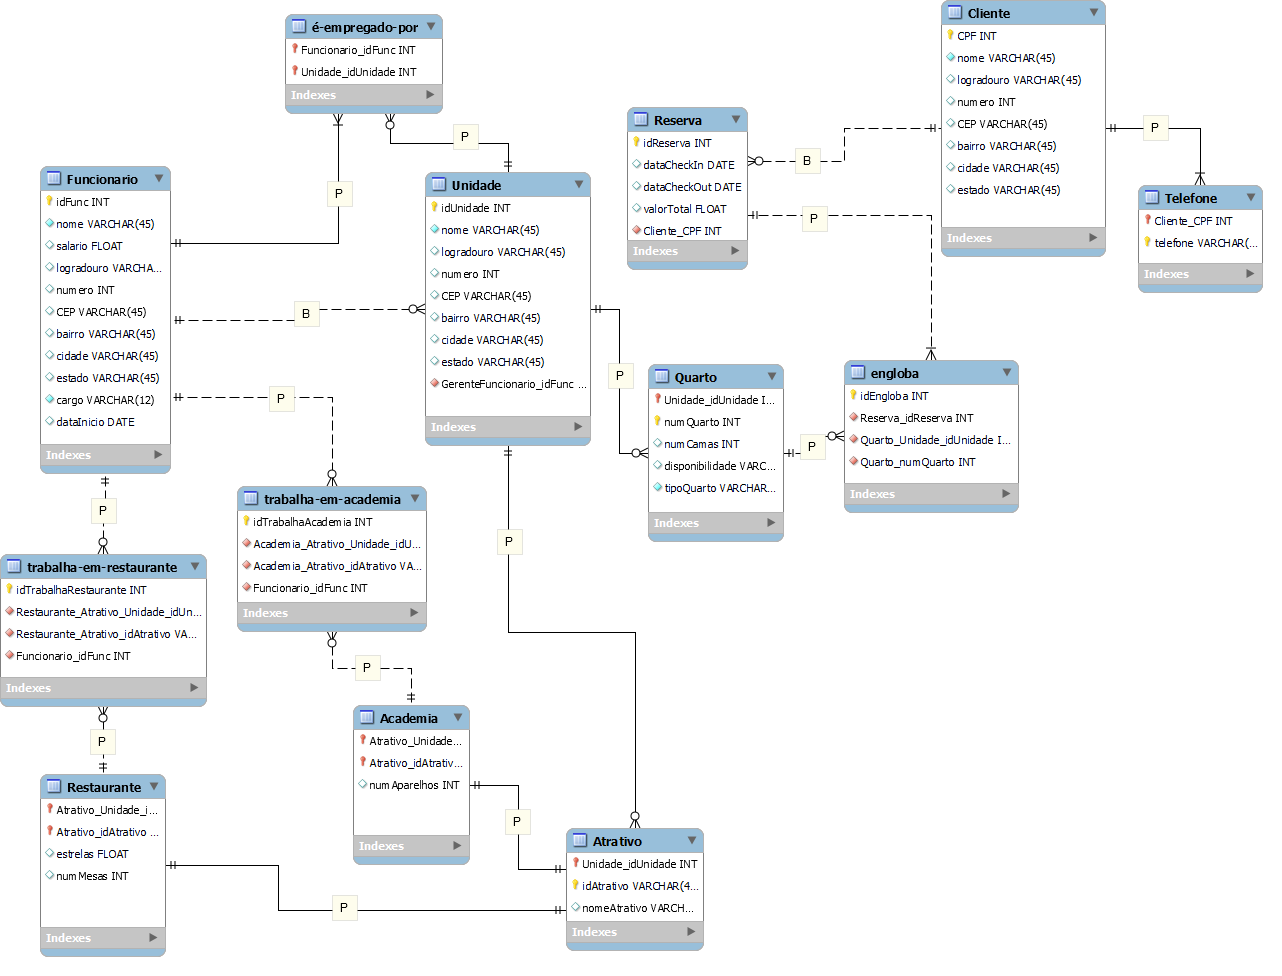 é-empregado-por
Funcionario_idFunc INT
Unidade_idUnidade INT
Indexes
Cliente
CPF INT
nome VARCHAR(45)
logradouro VARCHAR(45)
numero INT
CEP VARCHAR(45)
bairro VARCHAR(45)
cidade VARCHAR(45)
estado VARCHAR(45)
Indexes
Reserva
idReserva INT
dataCheckIn DATE
dataCheckOut DATE
valorTotal FLOAT
Cliente_CPF INT
Indexes
Telefone
Cliente_CPF INT
telefone VARCHAR(...
Indexes
P
P
B
P
P
Funcionario
idFunc INT
nome VARCHAR(45)
salario FLOAT
logradouro VARCHA...
numero INT
CEP VARCHAR(45)
bairro VARCHAR(45)
cidade VARCHAR(45)
estado VARCHAR(45)
cargo VARCHAR(12)
dataInicio DATE
Indexes
Unidade
idUnidade INT
nome VARCHAR(45)
logradouro VARCHAR(45)
numero INT
CEP VARCHAR(45)
bairro VARCHAR(45)
cidade VARCHAR(45)
estado VARCHAR(45)
GerenteFuncionario_idFunc ...
Indexes
B
P
P
P
Quarto
Unidade_idUnidade I...
numQuarto INT
numCamas INT
disponibilidade VARC...
tipoQuarto VARCHAR...
Indexes
engloba
idEngloba INT
Reserva_idReserva INT
Quarto_Unidade_idUnidade I...
Quarto_numQuarto INT
Indexes
P
P
P
trabalha-em-academia
idTrabalhaAcademia INT
Academia_Atrativo_Unidade_idU...
Academia_Atrativo_idAtrativo VA...
Funcionario_idFunc INT
Indexes
trabalha-em-restaurante
idTrabalhaRestaurante INT
Restaurante_Atrativo_Unidade_idUn...
Restaurante_Atrativo_idAtrativo VA...
Funcionario_idFunc INT
Indexes
P
P
Academia
Atrativo_Unidade...
Atrativo_idAtrativ...
numAparelhos INT
Indexes
Restaurante
Atrativo_Unidade_i...
Atrativo_idAtrativo ...
estrelas FLOAT
numMesas INT
Indexes
P
P
Atrativo
Unidade_idUnidade INT
idAtrativo VARCHAR(4...
nomeAtrativo VARCH...
Indexes